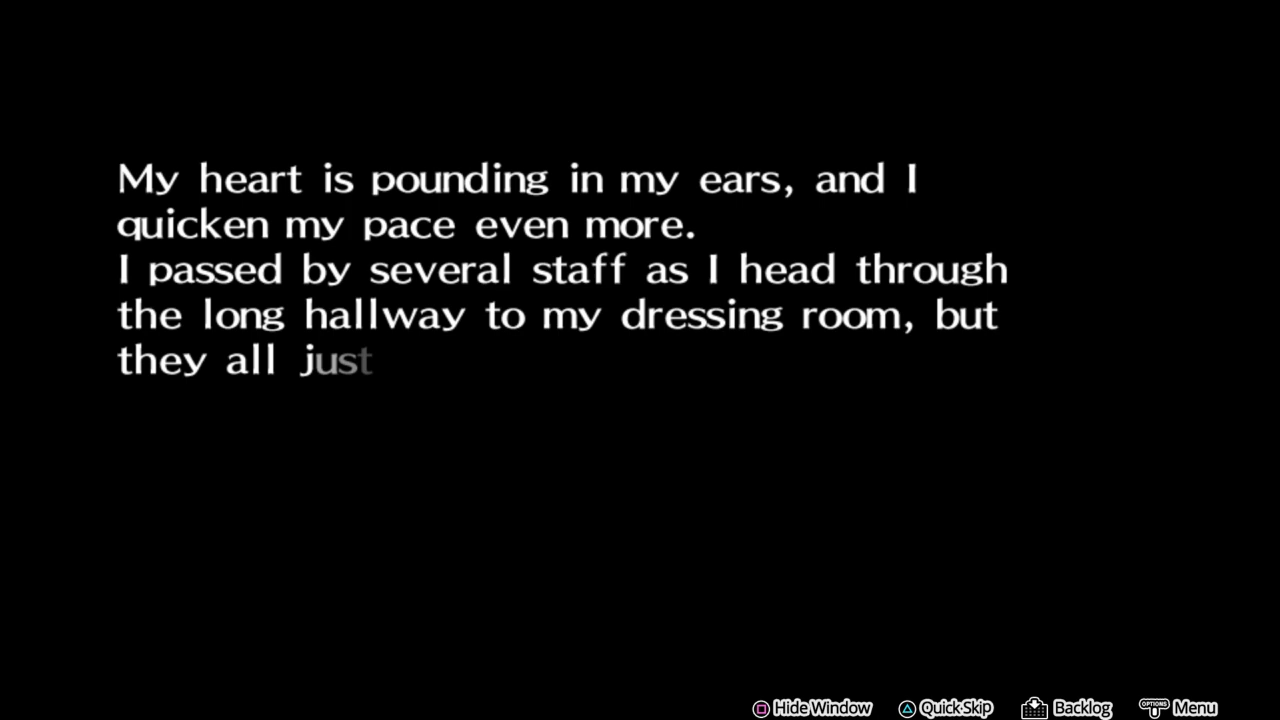 My heart is pounding in my ears, and I
quicken my pace even more.
I passed by several staff as I head through
the long hallway to my dressing room, but
they all just
Hide Window Quick Skip Backlog OPTIONS Menu